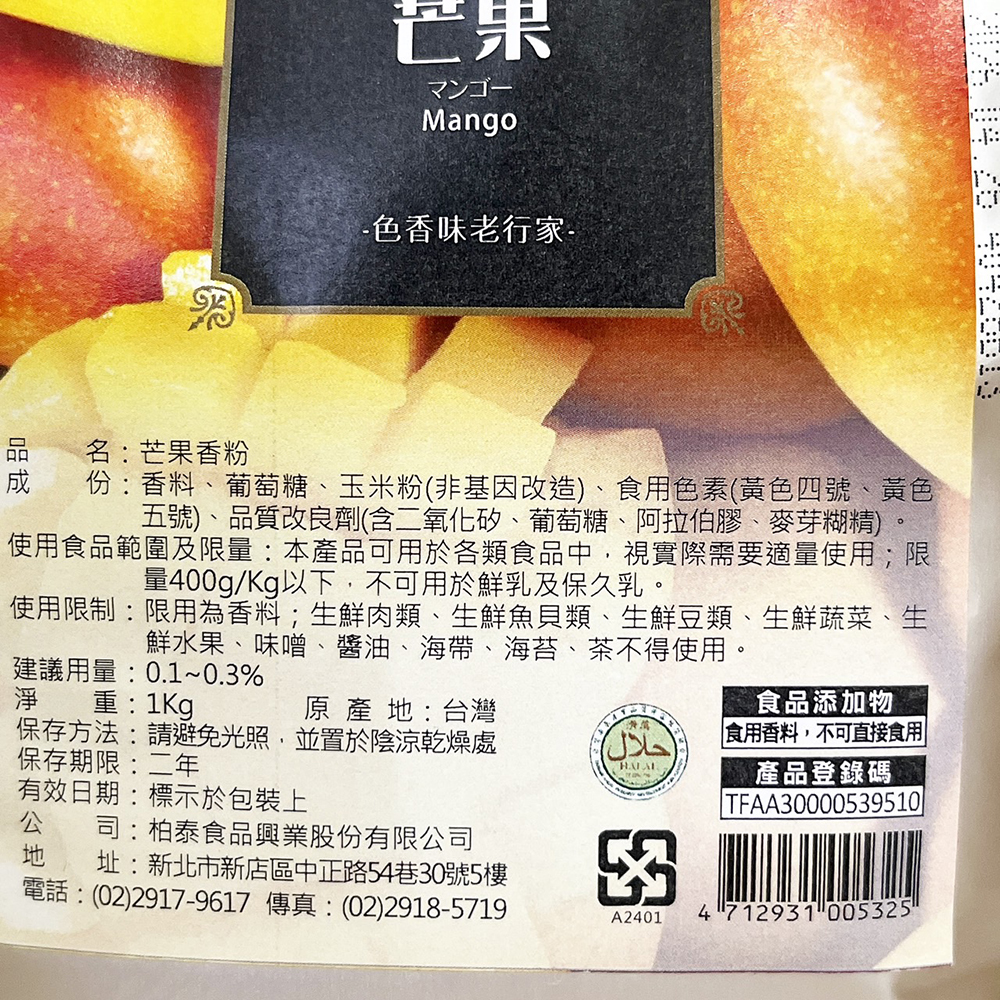 芒果
マンゴー
Mango
-色香味老行家-
品　　名：芒果香粉
成　　份：香料、葡萄糖、玉米粉(非基因改造)、食用色素(黃色四號、黃色
五號)、品質改良劑(含二氧化矽、葡萄糖、阿拉伯膠、麥芽糊精)。
使用食品範圍及限量：本產品可用於各類食品中，視實際需要適量使用；限
量400g/Kg以下，不可用於鮮乳及保久乳。
使用限制：限用為香料；生鮮肉類、生鮮魚貝類、生鮮豆類、生鮮蔬菜、生
鮮水果、味噌、醬油、海帶、海苔、茶不得使用。
建議用量：0.1~0.3%
淨　　重：1Kg　　原 產 地：台灣
保存方法：請避免光照，並置於陰涼乾燥處
保存期限：二年
有效日期：標示於包裝上
公　　司：柏泰食品興業股份有限公司
地　　址：新北市新店區中正路54巷30號5樓
電話：(02)2917-9617 傳真：(02)2918-5719
حلال
HALAL
食品添加物
食用香料，不可直接食用
產品登錄碼
TFAA30000539510
A2401
4 712931 005325